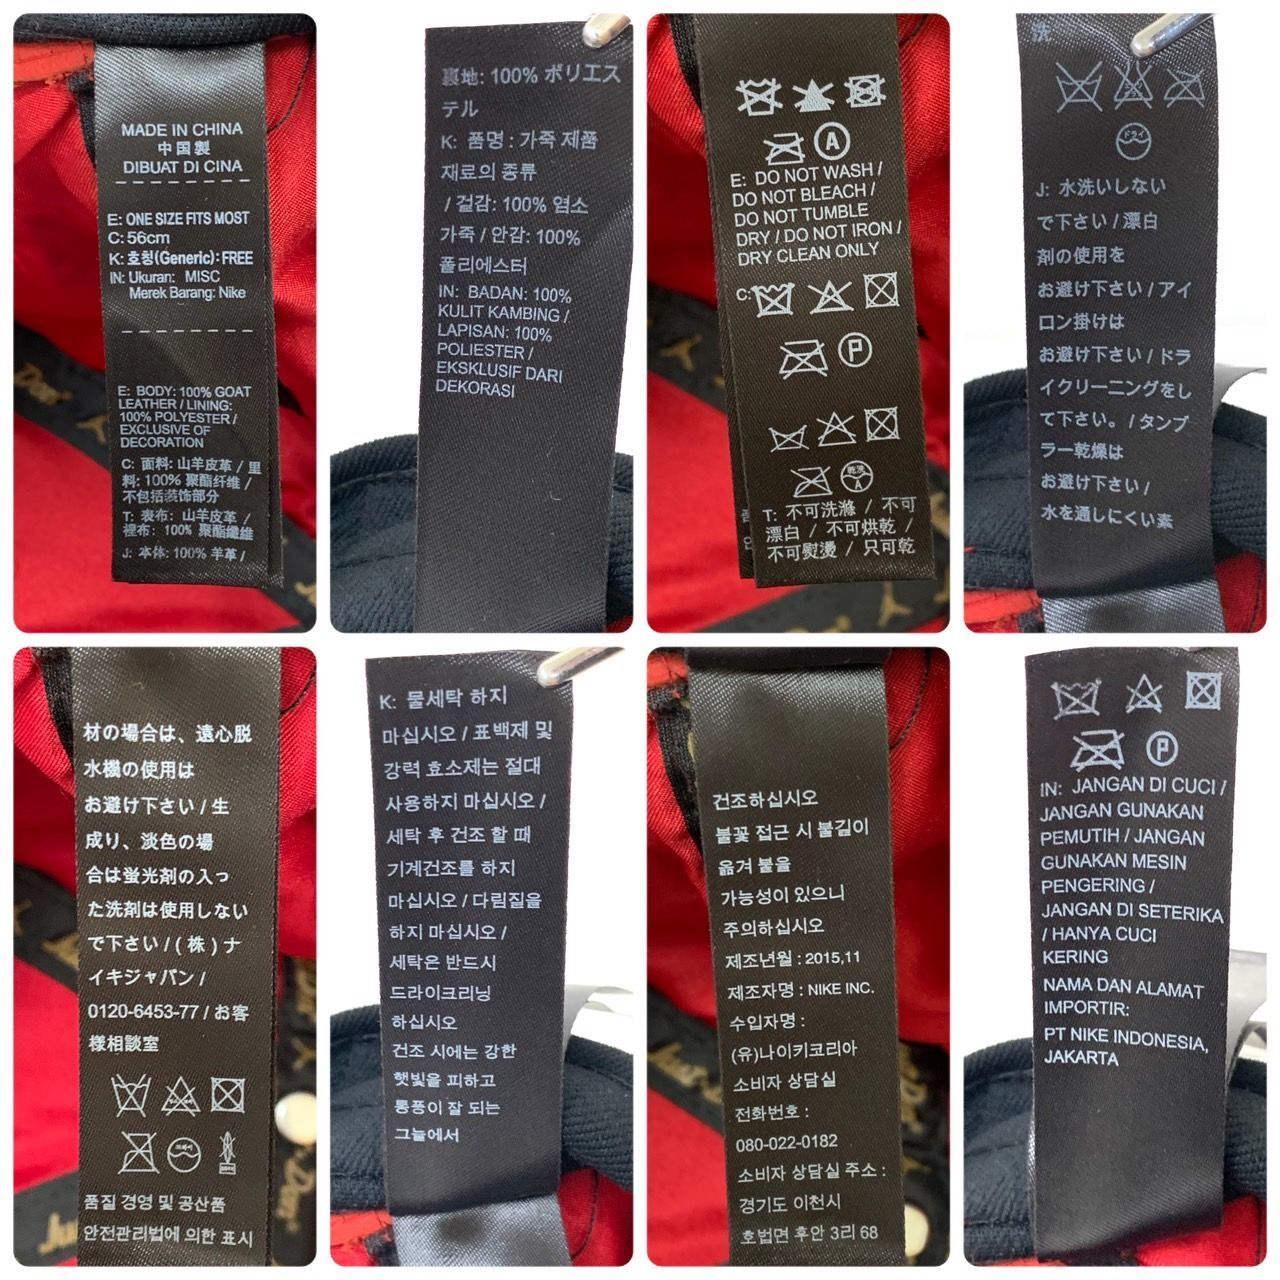 MADE IN CHINA
中国製
DIBUAT DI CINA
E: ONE SIZE FITS MOST
C: 56cm
K: 호칭(Generic): FREE
IN: Ukuran: MISC
Merek Barang: Nike
E: BODY: 100% GOAT
LEATHER / LINING:
100% POLYESTER /
EXCLUSIVE OF
DECORATION
C: 面料: 山羊皮革 / 里
料: 100% 聚酯纤维 /
不包括装饰部分
T: 表布: 山羊皮革 /
裡布: 100% 聚酯纖維
J: 本体: 100% 羊革 /
裏地: 100% ポリエス
テル
K: 품명 : 가죽 제품
재료의 종류
/ 겉감: 100% 염소
가죽 / 안감: 100%
폴리에스터
IN: BADAN: 100%
KULIT KAMBING /
LAPISAN: 100%
POLIESTER /
EKSKLUSIF DARI
DEKORASI
A
E: DO NOT WASH /
DO NOT BLEACH /
DO NOT TUMBLE
DRY / DO NOT IRON /
DRY CLEAN ONLY
C:
P
乾洗
T: 不可洗滌 / 不可
漂白 / 不可烘乾 /
不可熨燙 / 只可乾
洗
ドライ
J: 水洗いしない
で下さい / 漂白
剤の使用を
お避け下さい / アイ
ロン掛けは
お避け下さい / ドラ
イクリーニングをし
て下さい。/ タンブ
ラー乾燥は
お避け下さい /
水を通しにくい素
材の場合は、遠心脱
水機の使用は
お避け下さい / 生
成り、淡色の場
合は蛍光剤の入っ
た洗剤は使用しない
で下さい / (株) ナ
イキジャパン /
0120-6453-77 / お客
様相談室
품질 경영 및 공산품
안전관리법에 의한 표시
K: 물세탁 하지
마십시오 / 표백제 및
강력 효소제는 절대
사용하지 마십시오 /
세탁 후 건조 할 때
기계건조를 하지
마십시오 / 다림질을
하지 마십시오 /
세탁은 반드시
드라이크리닝
하십시오
건조 시에는 강한
햇빛을 피하고
통풍이 잘 되는
그늘에서
건조하십시오
불꽃 접근 시 불길이
옮겨 붙을
가능성이 있으니
주의하십시오
제조년월 : 2015,11
제조자명 : NIKE INC.
수입자명 :
(유)나이키코리아
소비자 상담실
전화번호 :
080-022-0182
소비자 상담실 주소 :
경기도 이천시
호법면 후안 3리 68
P
IN: JANGAN DI CUCI /
JANGAN GUNAKAN
PEMUTIH / JANGAN
GUNAKAN MESIN
PENGERING /
JANGAN DI SETERIKA
/ HANYA CUCI
KERING
NAMA DAN ALAMAT
IMPORTIR:
PT NIKE INDONESIA,
JAKARTA